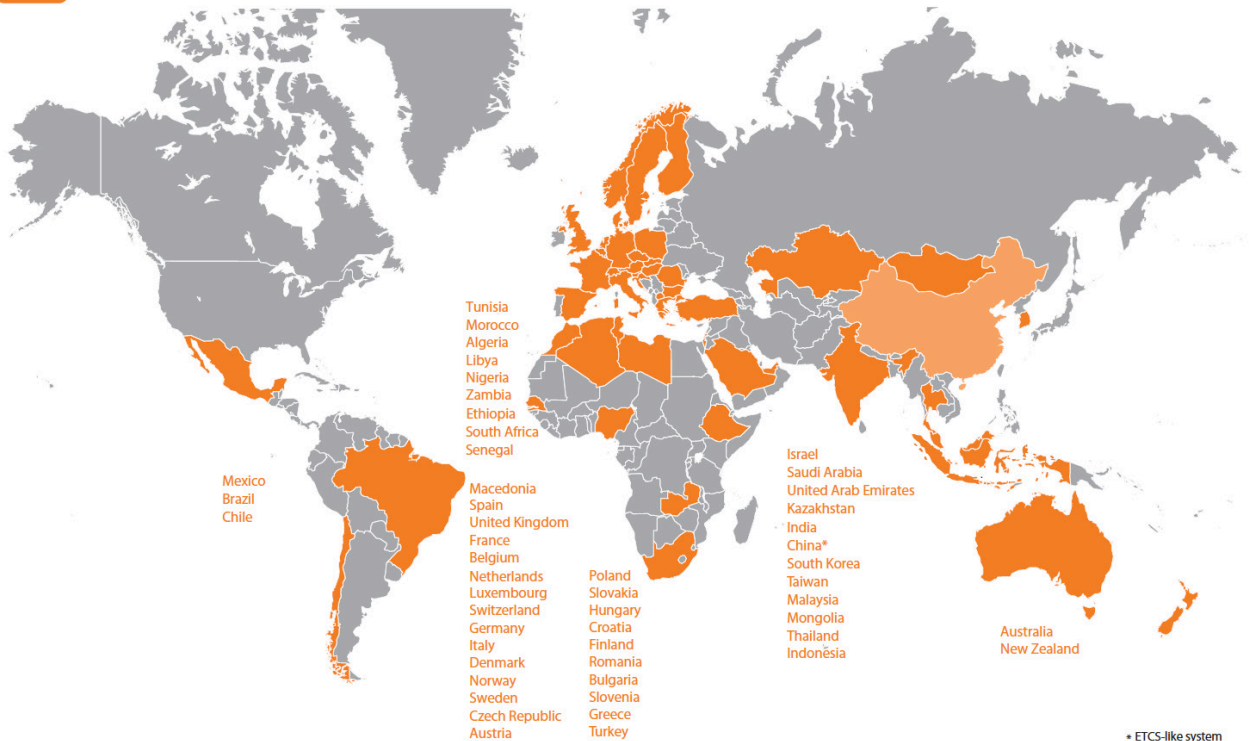 Tunisia
Morocco
Algeria
Libya
Nigeria
Zambia
Ethiopia
South Africa
Senegal
Mexico
Brazil
Chile
Macedonia
Spain
United Kingdom
France
Belgium
Netherlands
Luxembourg
Switzerland
Germany
Italy
Denmark
Norway
Sweden
Czech Republic
Austria
Poland
Slovakia
Hungary
Croatia
Finland
Romania
Bulgaria
Slovenia
Greece
Turkey
Israel
Saudi Arabia
United Arab Emirates
Kazakhstan
India
China*
South Korea
Taiwan
Malaysia
Mongolia
Thailand
Indonesia
Australia
New Zealand
* ETCS-like system